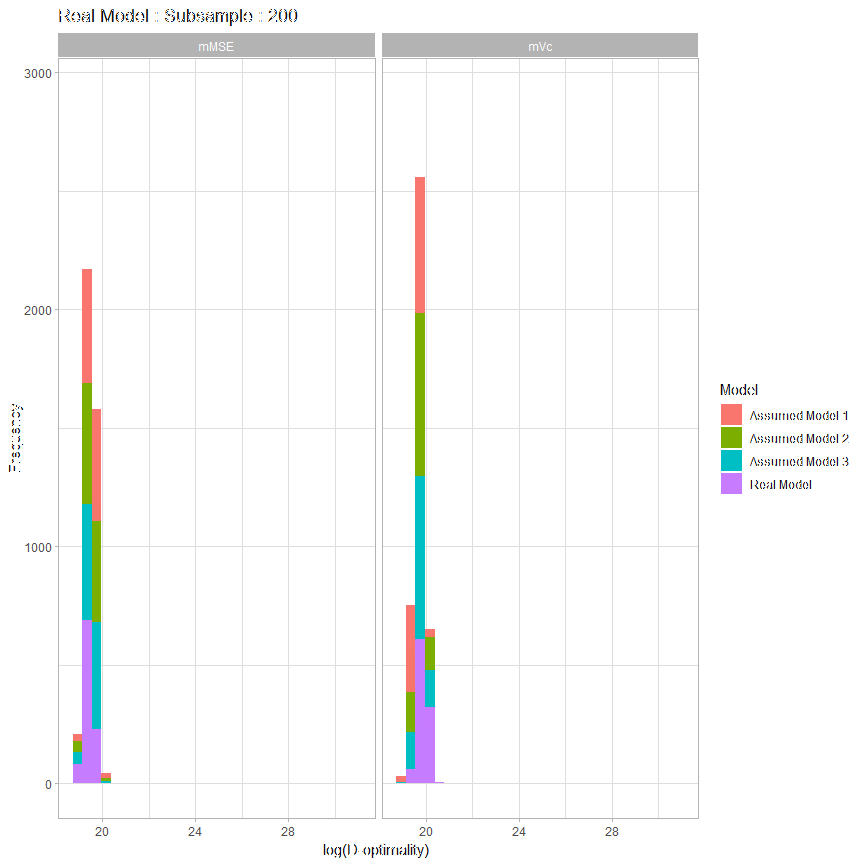 Real Model :: Subsample : 200
mMSE
mVc
3000
2000
1000
0
Frequency
20
24
28
20
24
28
log(D-optimality)
Model
Assumed Model 1
Assumed Model 2
Assumed Model 3
Real Model